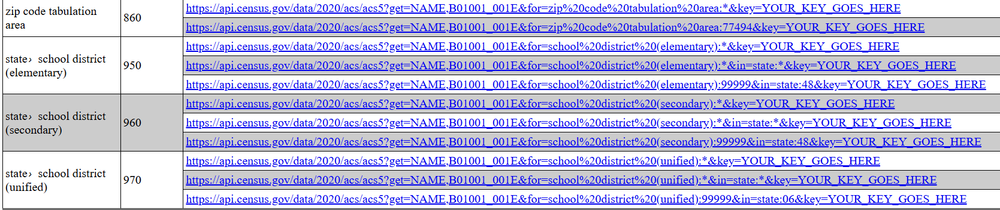 zip code tabulation
area
860
https://api.census.gov/data/2020/acs/acs5?get=NAME,B01001_001E&for=zip%20code%20tabulation%20area:*&key=YOUR_KEY_GOES_HERE
https://api.census.gov/data/2020/acs/acs5?get=NAME,B01001_001E&for=zip%20code%20tabulation%20area:77494&key=YOUR_KEY_GOES_HERE
state› school district
(elementary)
950
https://api.census.gov/data/2020/acs/acs5?get=NAME,B01001_001E&for=school%20district%20(elementary):*&key=YOUR_KEY_GOES_HERE
https://api.census.gov/data/2020/acs/acs5?get=NAME,B01001_001E&for=school%20district%20(elementary):*&in=state:*&key=YOUR_KEY_GOES_HERE
https://api.census.gov/data/2020/acs/acs5?get=NAME,B01001_001E&for=school%20district%20(elementary):99999&in=state:48&key=YOUR_KEY_GOES_HERE
state› school district
(secondary)
960
https://api.census.gov/data/2020/acs/acs5?get=NAME,B01001_001E&for=school%20district%20(secondary):*&key=YOUR_KEY_GOES_HERE
https://api.census.gov/data/2020/acs/acs5?get=NAME,B01001_001E&for=school%20district%20(secondary):*&in=state:*&key=YOUR_KEY_GOES_HERE
https://api.census.gov/data/2020/acs/acs5?get=NAME,B01001_001E&for=school%20district%20(secondary):99999&in=state:48&key=YOUR_KEY_GOES_HERE
state› school district
(unified)
970
https://api.census.gov/data/2020/acs/acs5?get=NAME,B01001_001E&for=school%20district%20(unified):*&key=YOUR_KEY_GOES_HERE
https://api.census.gov/data/2020/acs/acs5?get=NAME,B01001_001E&for=school%20district%20(unified):*&in=state:*&key=YOUR_KEY_GOES_HERE
https://api.census.gov/data/2020/acs/acs5?get=NAME,B01001_001E&for=school%20district%20(unified):99999&in=state:06&key=YOUR_KEY_GOES_HERE